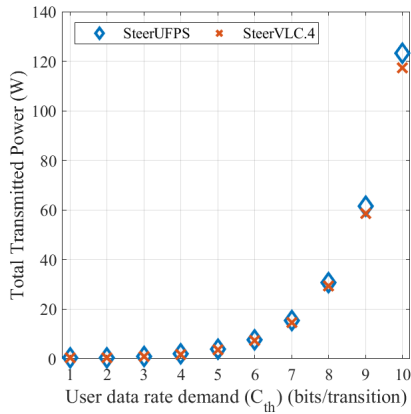 SteerUFPS SteerVLC.4
Total Transmitted Power (W)
140
120
100
80
60
40
20
0
1 2 3 4 5 6 7 8 9 10
User data rate demand (C_th) (bits/transition)